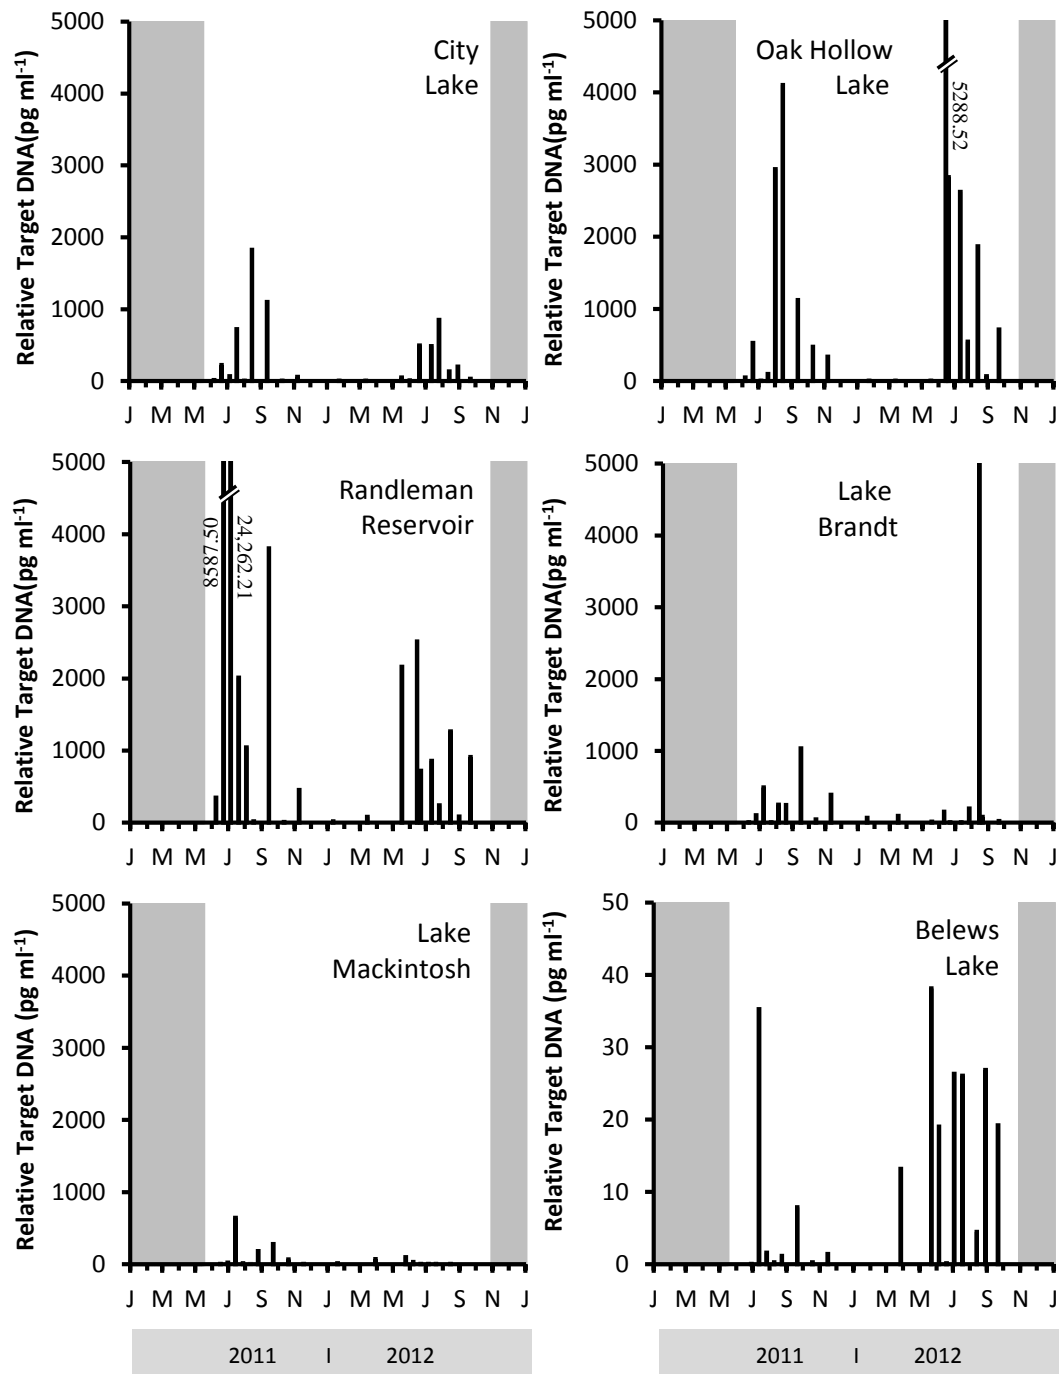 Relative Target DNA(pg ml-1)
5000
4000
3000
2000
1000
0
City
Lake
J M M J S N J M M J S N J
Relative Target DNA(pg ml-1)
5000
4000
3000
2000
1000
0
Oak Hollow
Lake
5288.52
J M M J S N J M M J S N J
Relative Target DNA(pg ml-1)
5000
4000
3000
2000
1000
0
Randleman
Reservoir
8587.50
24,262.21
J M M J S N J M M J S N J
Relative Target DNA(pg ml-1)
5000
4000
3000
2000
1000
0
Lake
Brandt
J M M J S N J M M J S N J
Relative Target DNA (pg ml-1)
5000
4000
3000
2000
1000
0
Lake
Mackintosh
J M M J S N J M M J S N J
Relative Target DNA (pg ml-1)
50
40
30
20
10
0
Belews
Lake
J M M J S N J M M J S N J
2011 I 2012
2011 I 2012